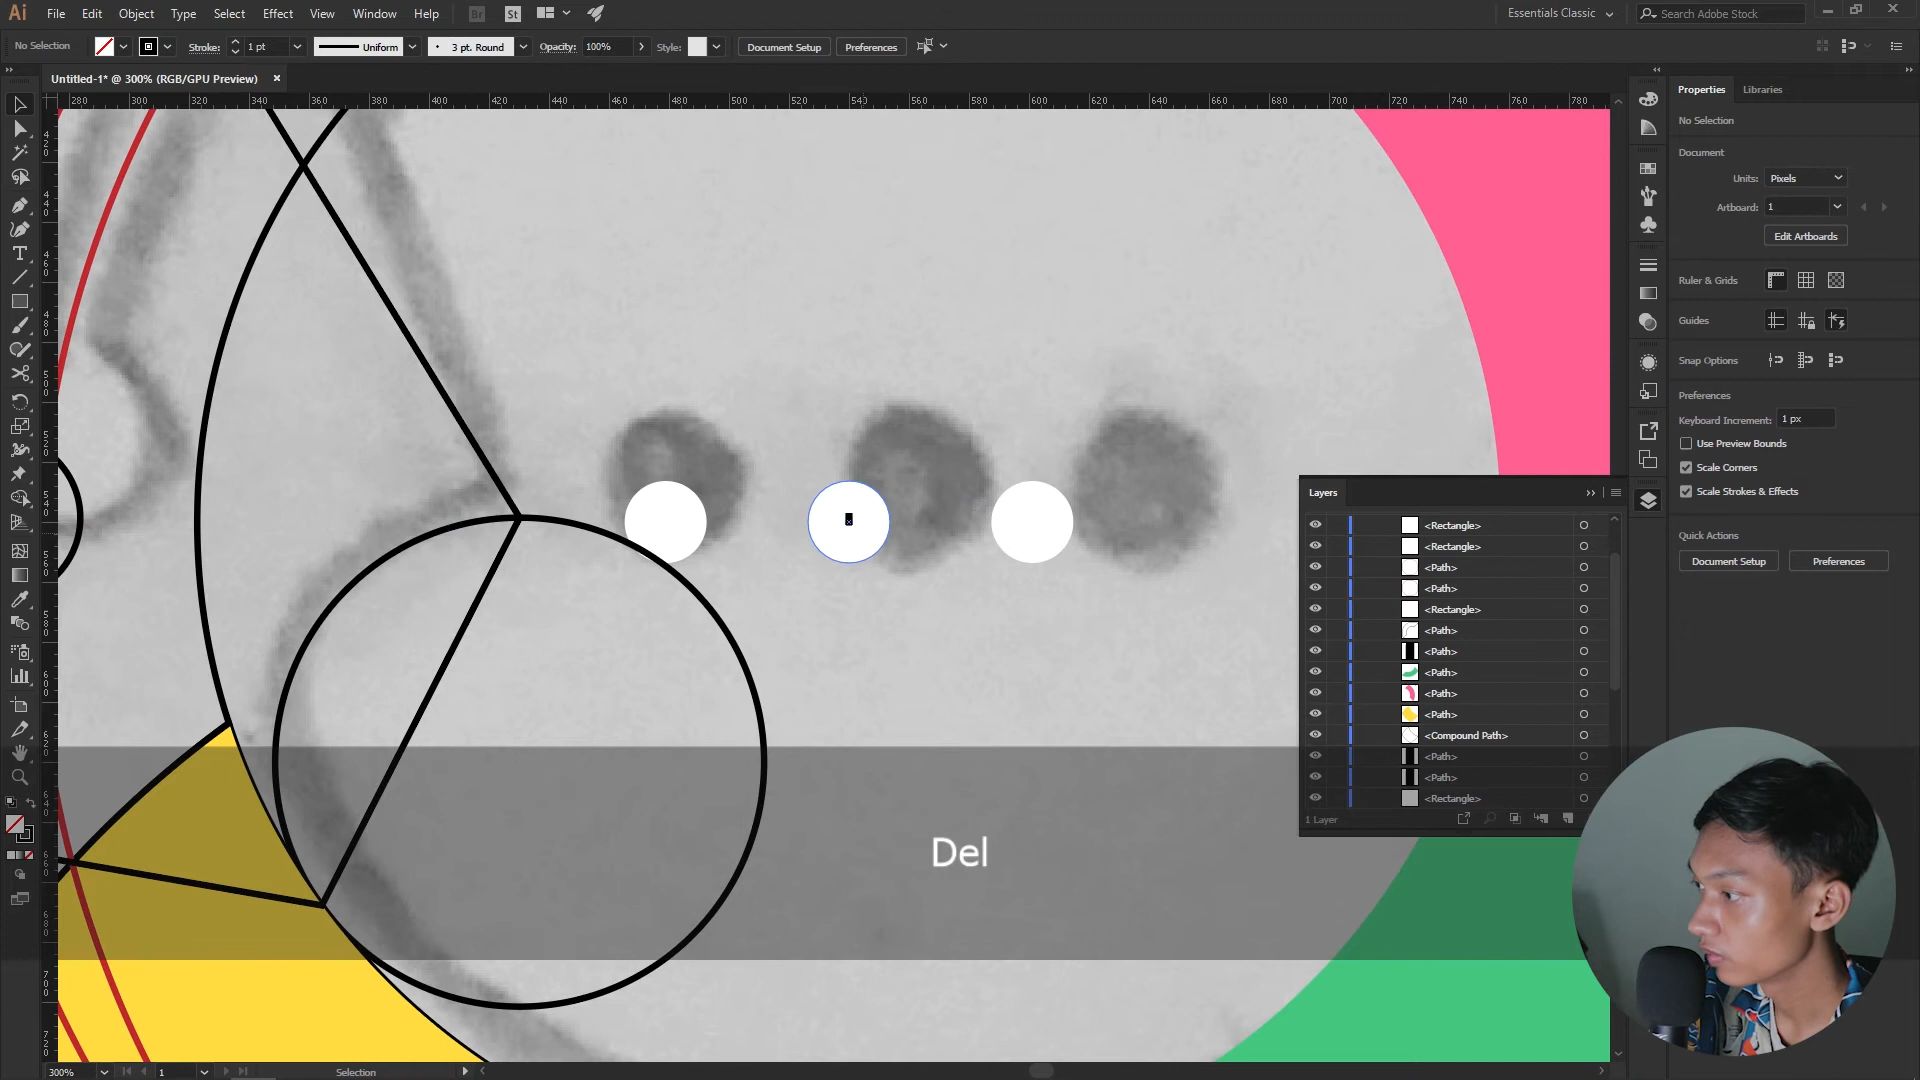 Ai File Edit Object Type Select Effect View Window Help Br St Essentials Classic Search Adobe Stock
No Selection Stroke: 1 pt Uniform 3 pt. Round Opacity: 100% Style: Document Setup Preferences
Untitled-1* @ 300% (RGB/GPU Preview) ×
280 300 320 340 360 380 400 420 440 460 480 500 520 540 560 580 600 620 640 660 680 700 720 740 760 780
Properties Libraries
No Selection
Document
Units: Pixels
Artboard: 1
Edit Artboards
Ruler & Grids
Guides
Snap Options
Preferences
Keyboard Increment: 1 px
Use Preview Bounds
Scale Corners
Scale Strokes & Effects
Quick Actions
Document Setup Preferences
Layers
<Rectangle>
<Rectangle>
<Path>
<Path>
<Rectangle>
<Path>
<Path>
<Path>
<Path>
<Path>
<Compound Path>
<Path>
<Path>
<Rectangle>
1 Layer
Del
300% 1 Selection